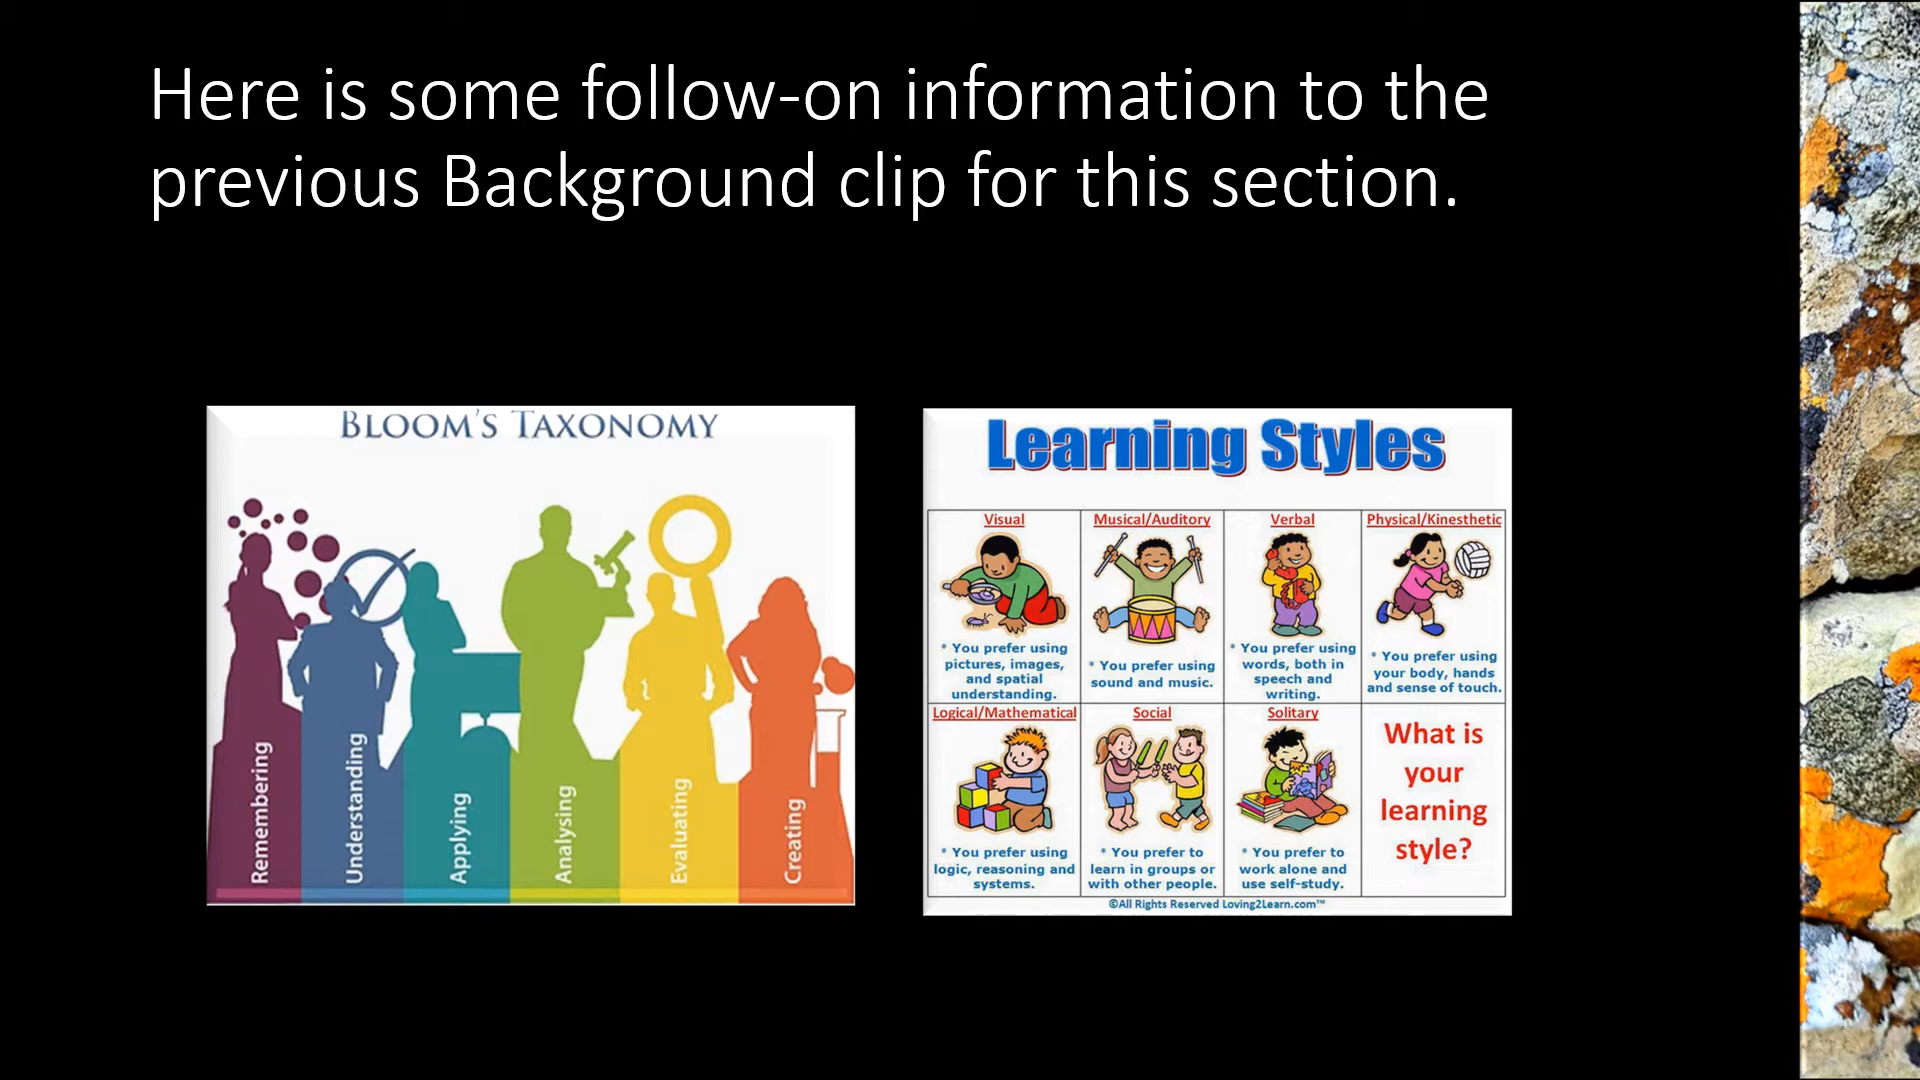 Here is some follow-on information to the
previous Background clip for this section.
BLOOM'S TAXONOMY
Remembering
Understanding
Applying
Analysing
Evaluating
Creating
Learning Styles
Visual
* You prefer using
pictures, images,
and spatial
understanding.
Musical/Auditory
* You prefer using
sound and music.
Verbal
* You prefer using
words, both in
speech and
writing.
Physical/Kinesthetic
* You prefer using
your body, hands
and sense of touch.
Logical/Mathematical
* You prefer using
logic, reasoning and
systems.
Social
* You prefer to
learn in groups or
with other people.
Solitary
* You prefer to
work alone and
use self-study.
What is
your
learning
style?
©All Rights Reserved Loving2Learn.com™